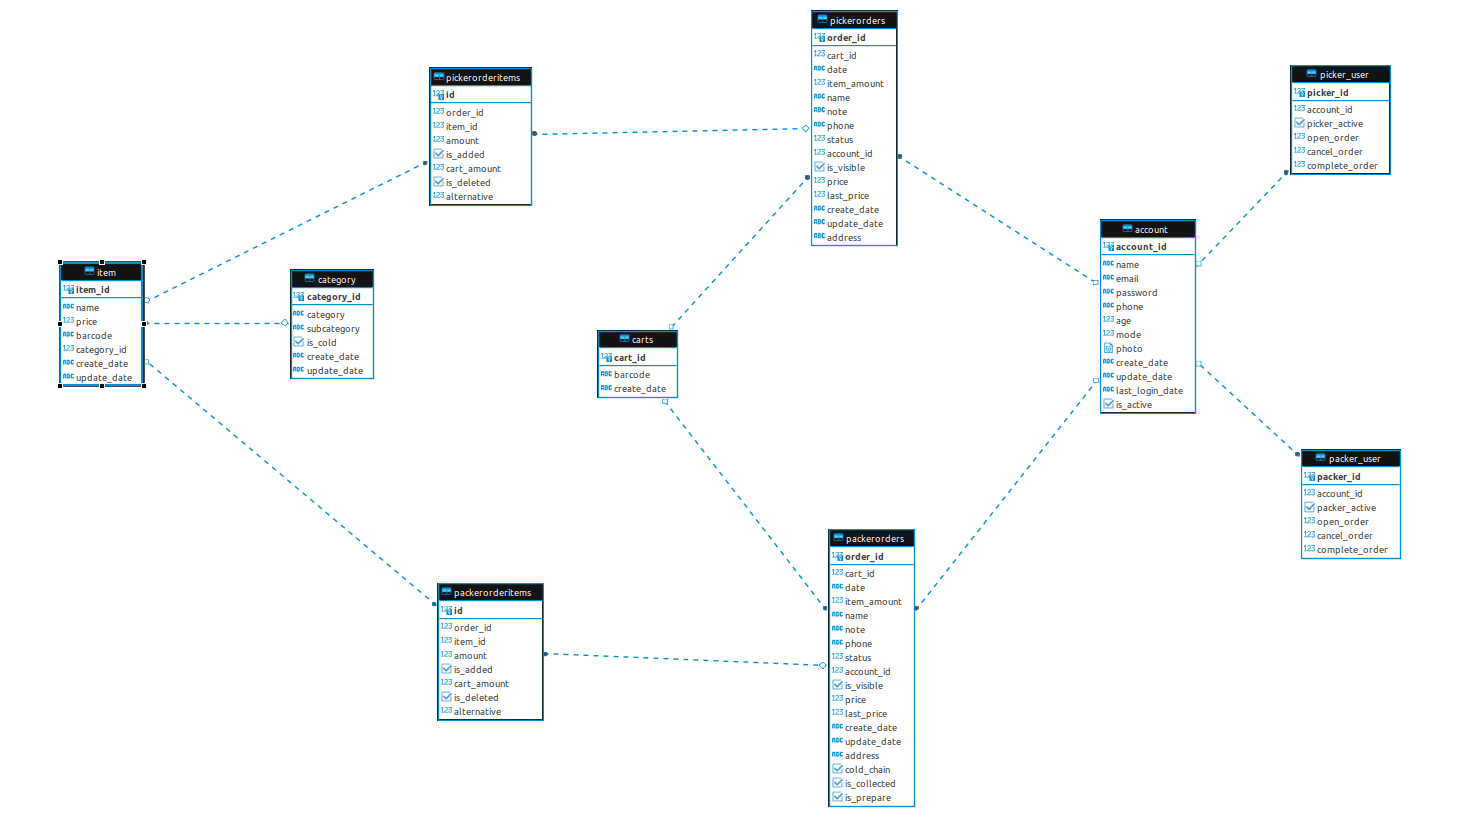 pickerorders
order_id
cart_id
date
item_amount
name
note
phone
status
account_id
is_visible
price
last_price
create_date
update_date
address
pickerorderitems
id
order_id
item_id
amount
is_added
cart_amount
is_deleted
alternative
picker_user
picker_id
account_id
picker_active
open_order
cancel_order
complete_order
item
item_id
name
price
barcode
category_id
create_date
update_date
category
category_id
category
subcategory
is_cold
create_date
update_date
carts
cart_id
barcode
create_date
account
account_id
name
email
password
phone
age
mode
photo
create_date
update_date
last_login_date
is_active
packer_user
packer_id
account_id
packer_active
open_order
cancel_order
complete_order
packerorderitems
id
order_id
item_id
amount
is_added
cart_amount
is_deleted
alternative
packerorders
order_id
cart_id
date
item_amount
name
note
phone
status
account_id
is_visible
price
last_price
create_date
update_date
address
cold_chain
is_collected
is_prepare